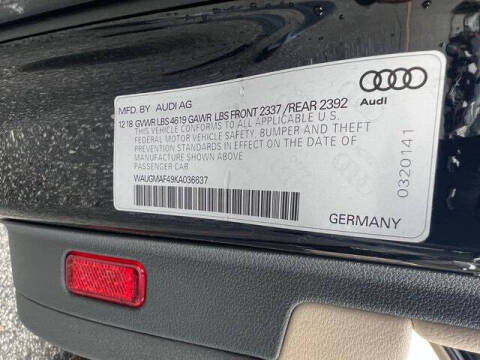 MFD. BY AUDI AG
12 18 GVWR LBS 4619 GAWR LBS FRONT 2337 / REAR 2392
THIS VEHICLE CONFORMS TO ALL APPLICABLE U.S.
FEDERAL MOTOR VEHICLE SAFETY, BUMPER AND THEFT
PREVENTION STANDARDS IN EFFECT ON THE DATE OF
MANUFACTURE SHOWN ABOVE.
PASSENGER CAR
WAUGMAF49KA036637
Audi
0320141
GERMANY